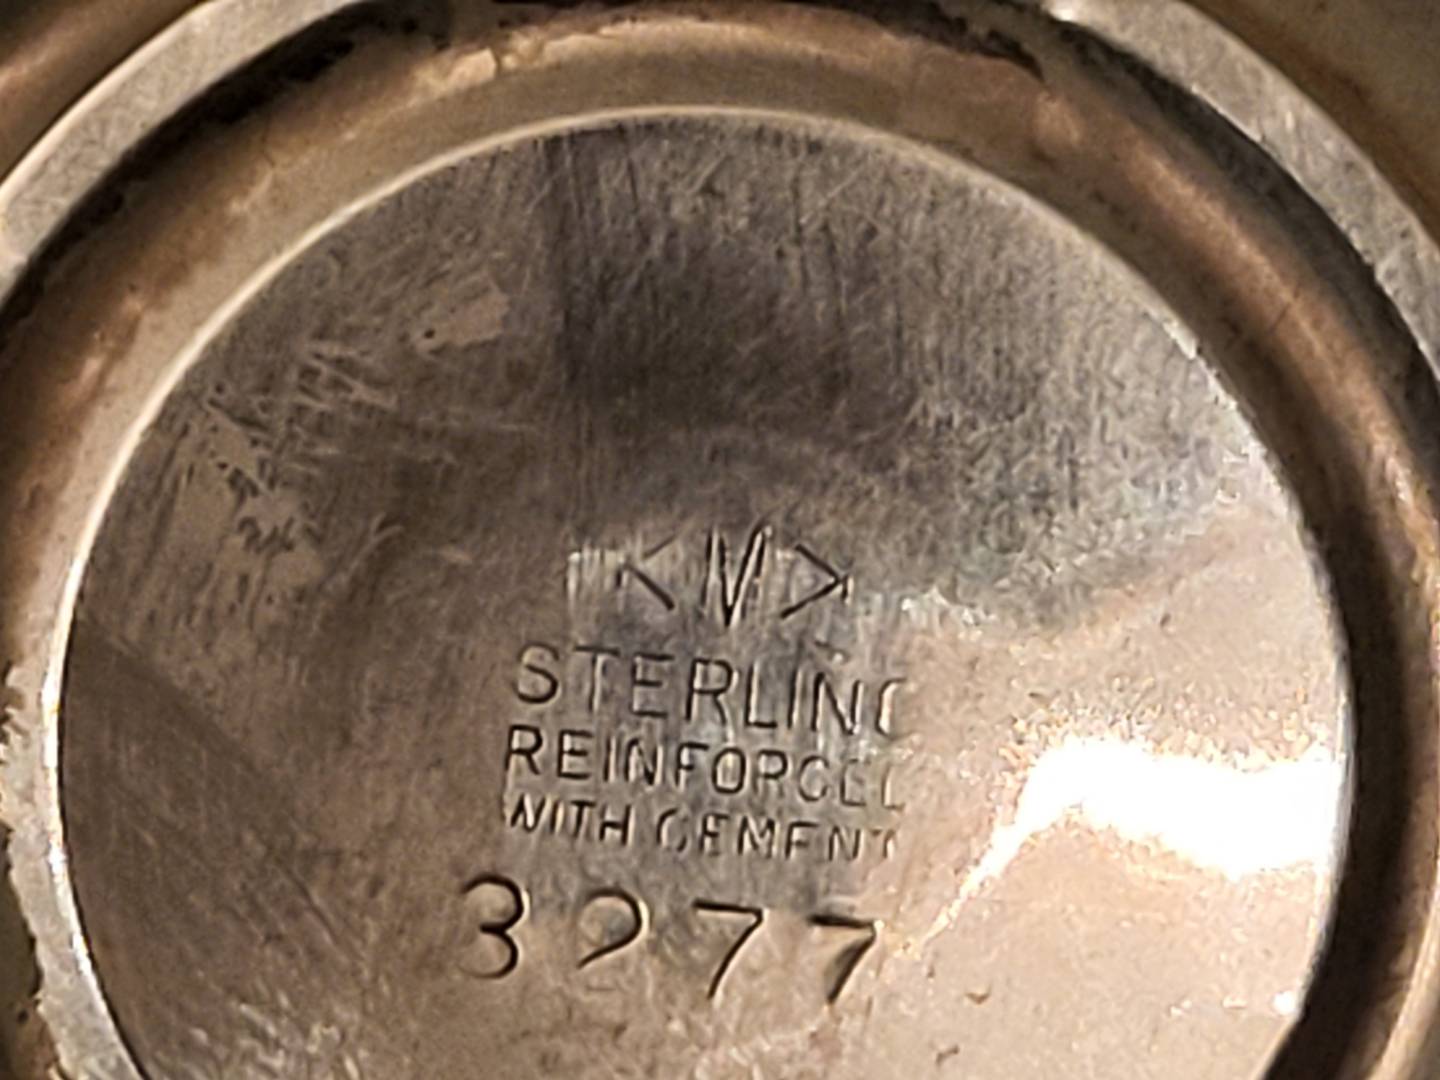 <M>
STERLING
REINFORCED
WITH CEMENT
3277